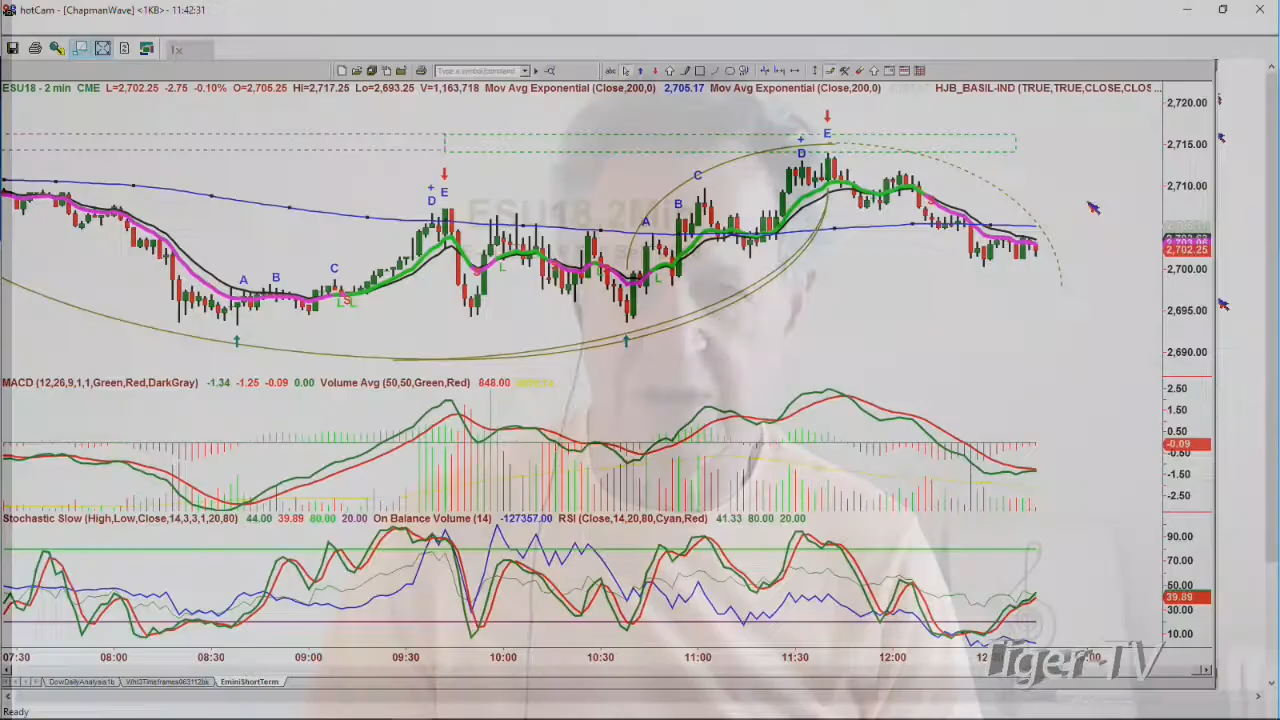 hotCam - [ChapmanWave] <1KB> - 11:42:31
Type a symbol/command
ESU18 - 2 min CME L=2,702.25 -2.75 -0.10% O=2,705.25 Hi=2,717.25 Lo=2,693.25 V=1,163,718 Mov Avg Exponential (Close,200,0) 2,705.17 Mov Avg Exponential (Close,200,0) HJB_BASIL-IND (TRUE,TRUE,CLOSE,CLOS...
2,720.00
2,715.00
2,710.00
2,702.25
2,700.00
2,695.00
2,690.00
ESU18 2Min
+
D
E
A
B
C
S
L
L
S
L
A
B
C
L
+
D
E
MACD (12,26,9,1,1,Green,Red,DarkGray) -1.34 -1.25 -0.09 0.00 Volume Avg (50,50,Green,Red) 848.00
2.50
1.50
0.50
-0.09
-0.50
-1.50
-2.50
Stochastic Slow (High,Low,Close,14,3,3,1,20,80) 44.00 39.89 80.00 20.00 On Balance Volume (14) -127357.00 RSI (Close,14,20,80,Cyan,Red) 41.33 80.00 20.00
90.00
70.00
50.00
39.89
30.00
10.00
07:30 08:00 08:30 09:00 09:30 10:00 10:30 11:00 11:30 12:00
Tiger TV
DowDailyAnalysis1b Wht3Timeframes063112bk EminiShortTerm
Ready